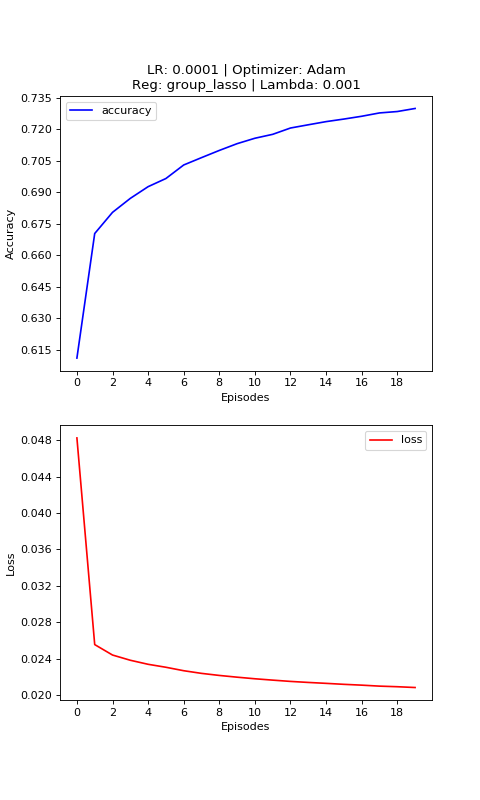 LR: 0.0001 | Optimizer: Adam
Reg: group_lasso | Lambda: 0.001
accuracy
0.735
0.720
0.705
0.690
0.675
0.660
0.645
0.630
0.615
Accuracy
0 2 4 6 8 10 12 14 16 18
Episodes
loss
0.048
0.044
0.040
0.036
0.032
0.028
0.024
0.020
Loss
0 2 4 6 8 10 12 14 16 18
Episodes